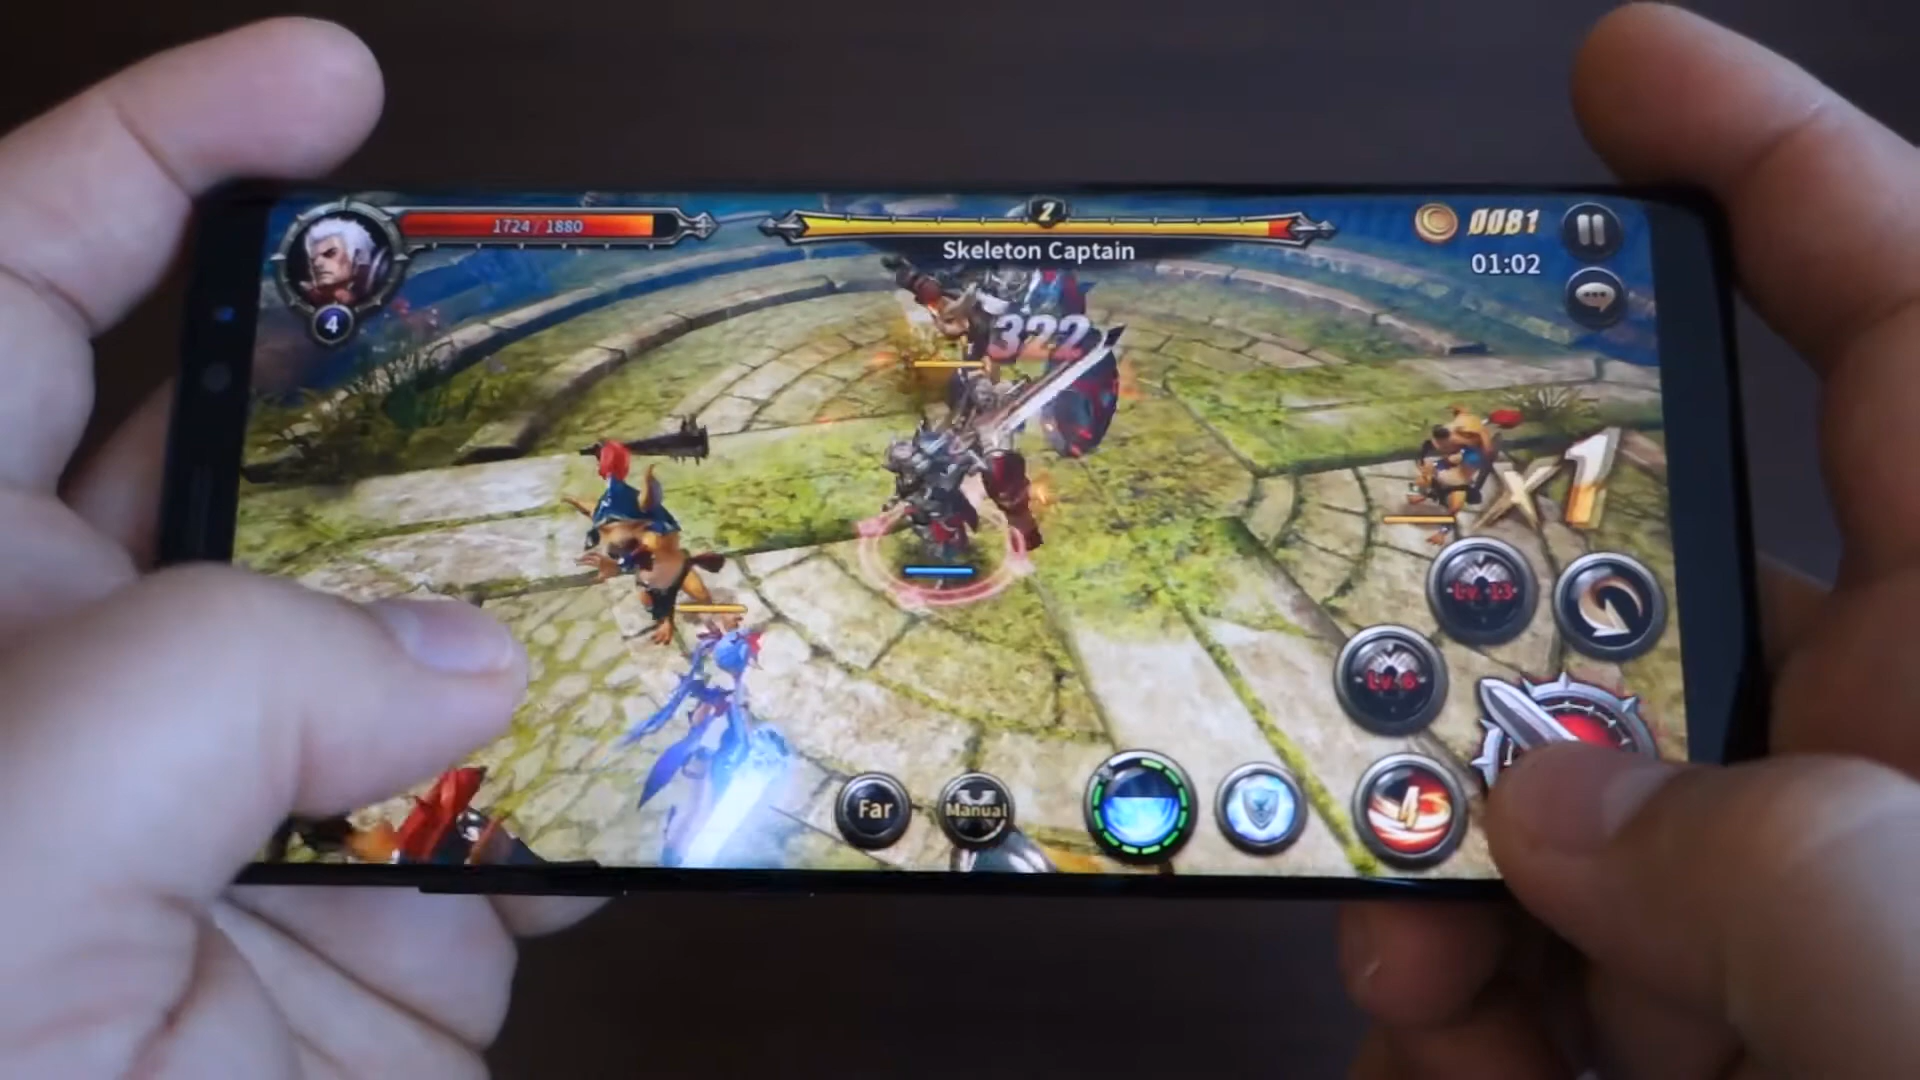 1724 / 1880
2
0081
Skeleton Captain
01:02
4
322
x1
Lv. 13
Lv. 6
Far
Manual